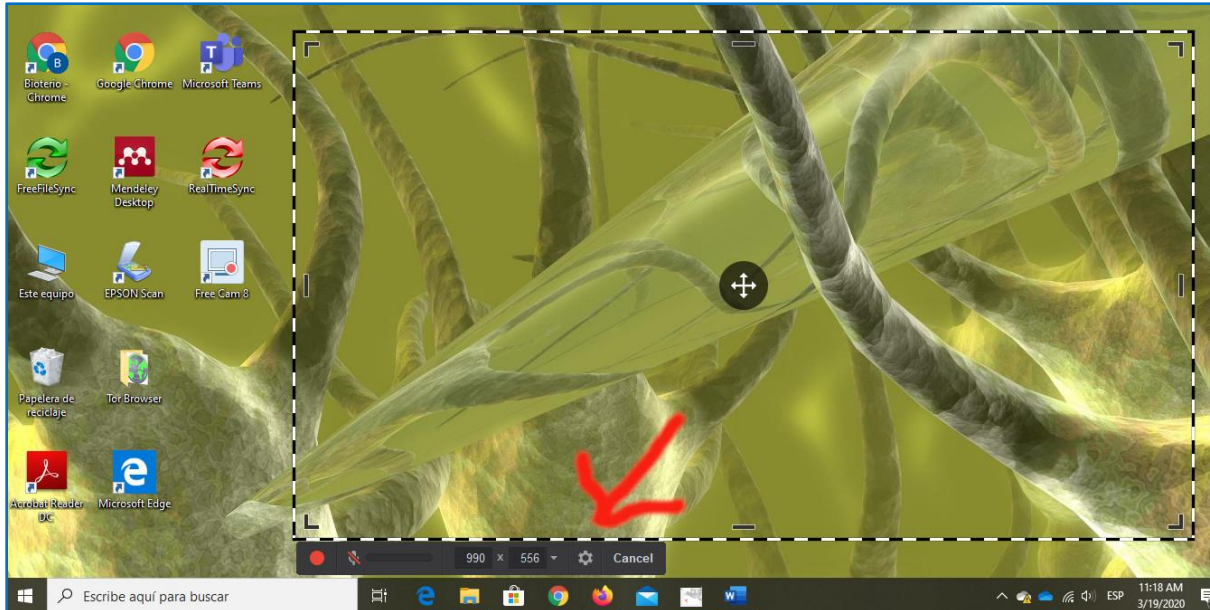 Bioterio -
Chrome
Google Chrome
Microsoft Teams
FreeFileSync
Mendeley
Desktop
RealTimeSync
Este equipo
EPSON Scan
Free Cam 8
Papelera de
reciclaje
Tor Browser
Acrobat Reader
DC
Microsoft Edge
990 x 556
Cancel
Escribe aquí para buscar
ESP
11:18 AM
3/19/2020